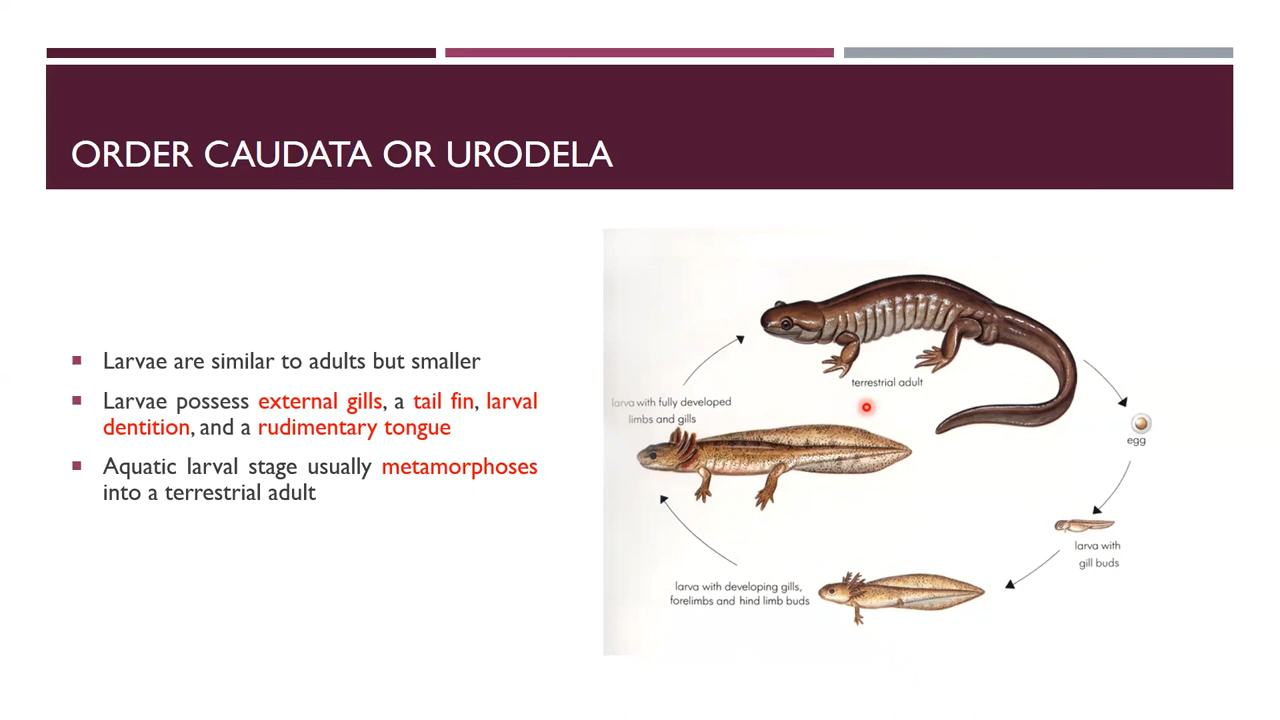 ORDER CAUDATA OR URODELA
Larvae are similar to adults but smaller
Larvae possess external gills, a tail fin, larval
dentition, and a rudimentary tongue
Aquatic larval stage usually metamorphoses
into a terrestrial adult
terrestrial adult
larva with fully developed
limbs and gills
egg
larva with
gill buds
larva with developing gills,
forelimbs and hind limb buds